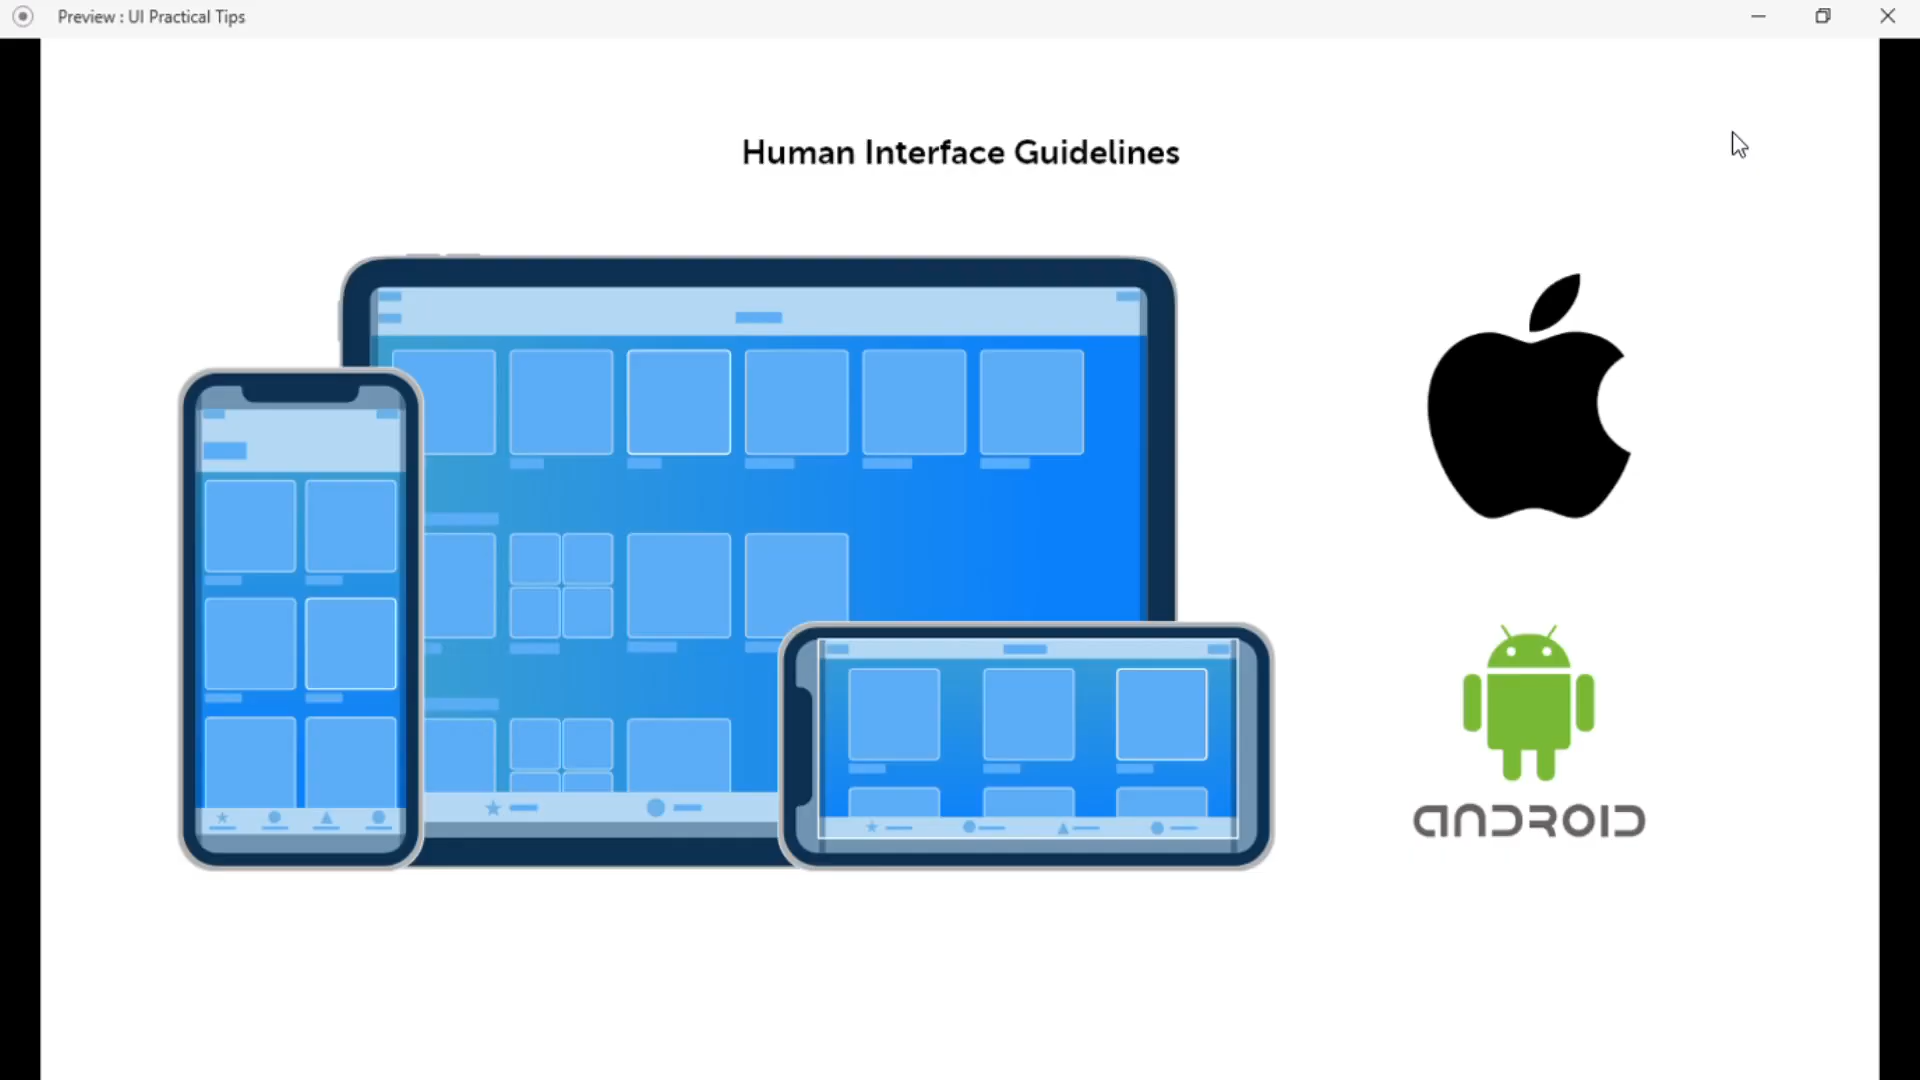 Preview : UI Practical Tips
Human Interface Guidelines
ANDROID